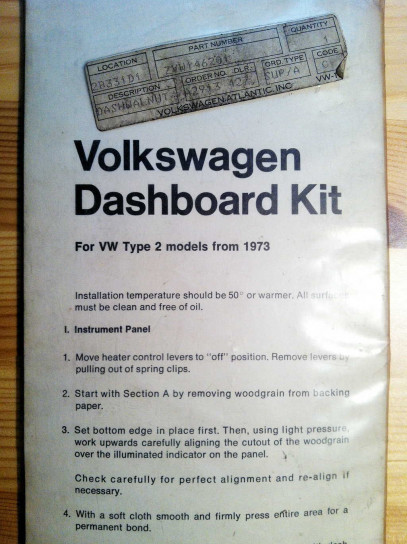 LOCATION PART NUMBER QUANTITY
2B331D1 ZVW746201 1
DESCRIPTION ORDER NO. DLR. ORD.TYPE CODE
DASHWALNUT SUP/A
VOLKSWAGEN ATLANTIC INC VW-
Volkswagen
Dashboard Kit
For VW Type 2 models from 1973
Installation temperature should be 50° or warmer. All
must be clean and free of oil.
I. Instrument Panel
1. Move heater control levers to "off" position. Remove levers by
pulling out of spring clips.
2. Start with Section A by removing woodgrain from backing
paper.
3. Set bottom edge in place first. Then, using light pressure,
work upwards carefully aligning the cutout of the woodgrain
over the illuminated indicator on the panel.
Check carefully for perfect alignment and re-align if
necessary.
4. With a soft cloth smooth and firmly press entire area for a
permanent bond.